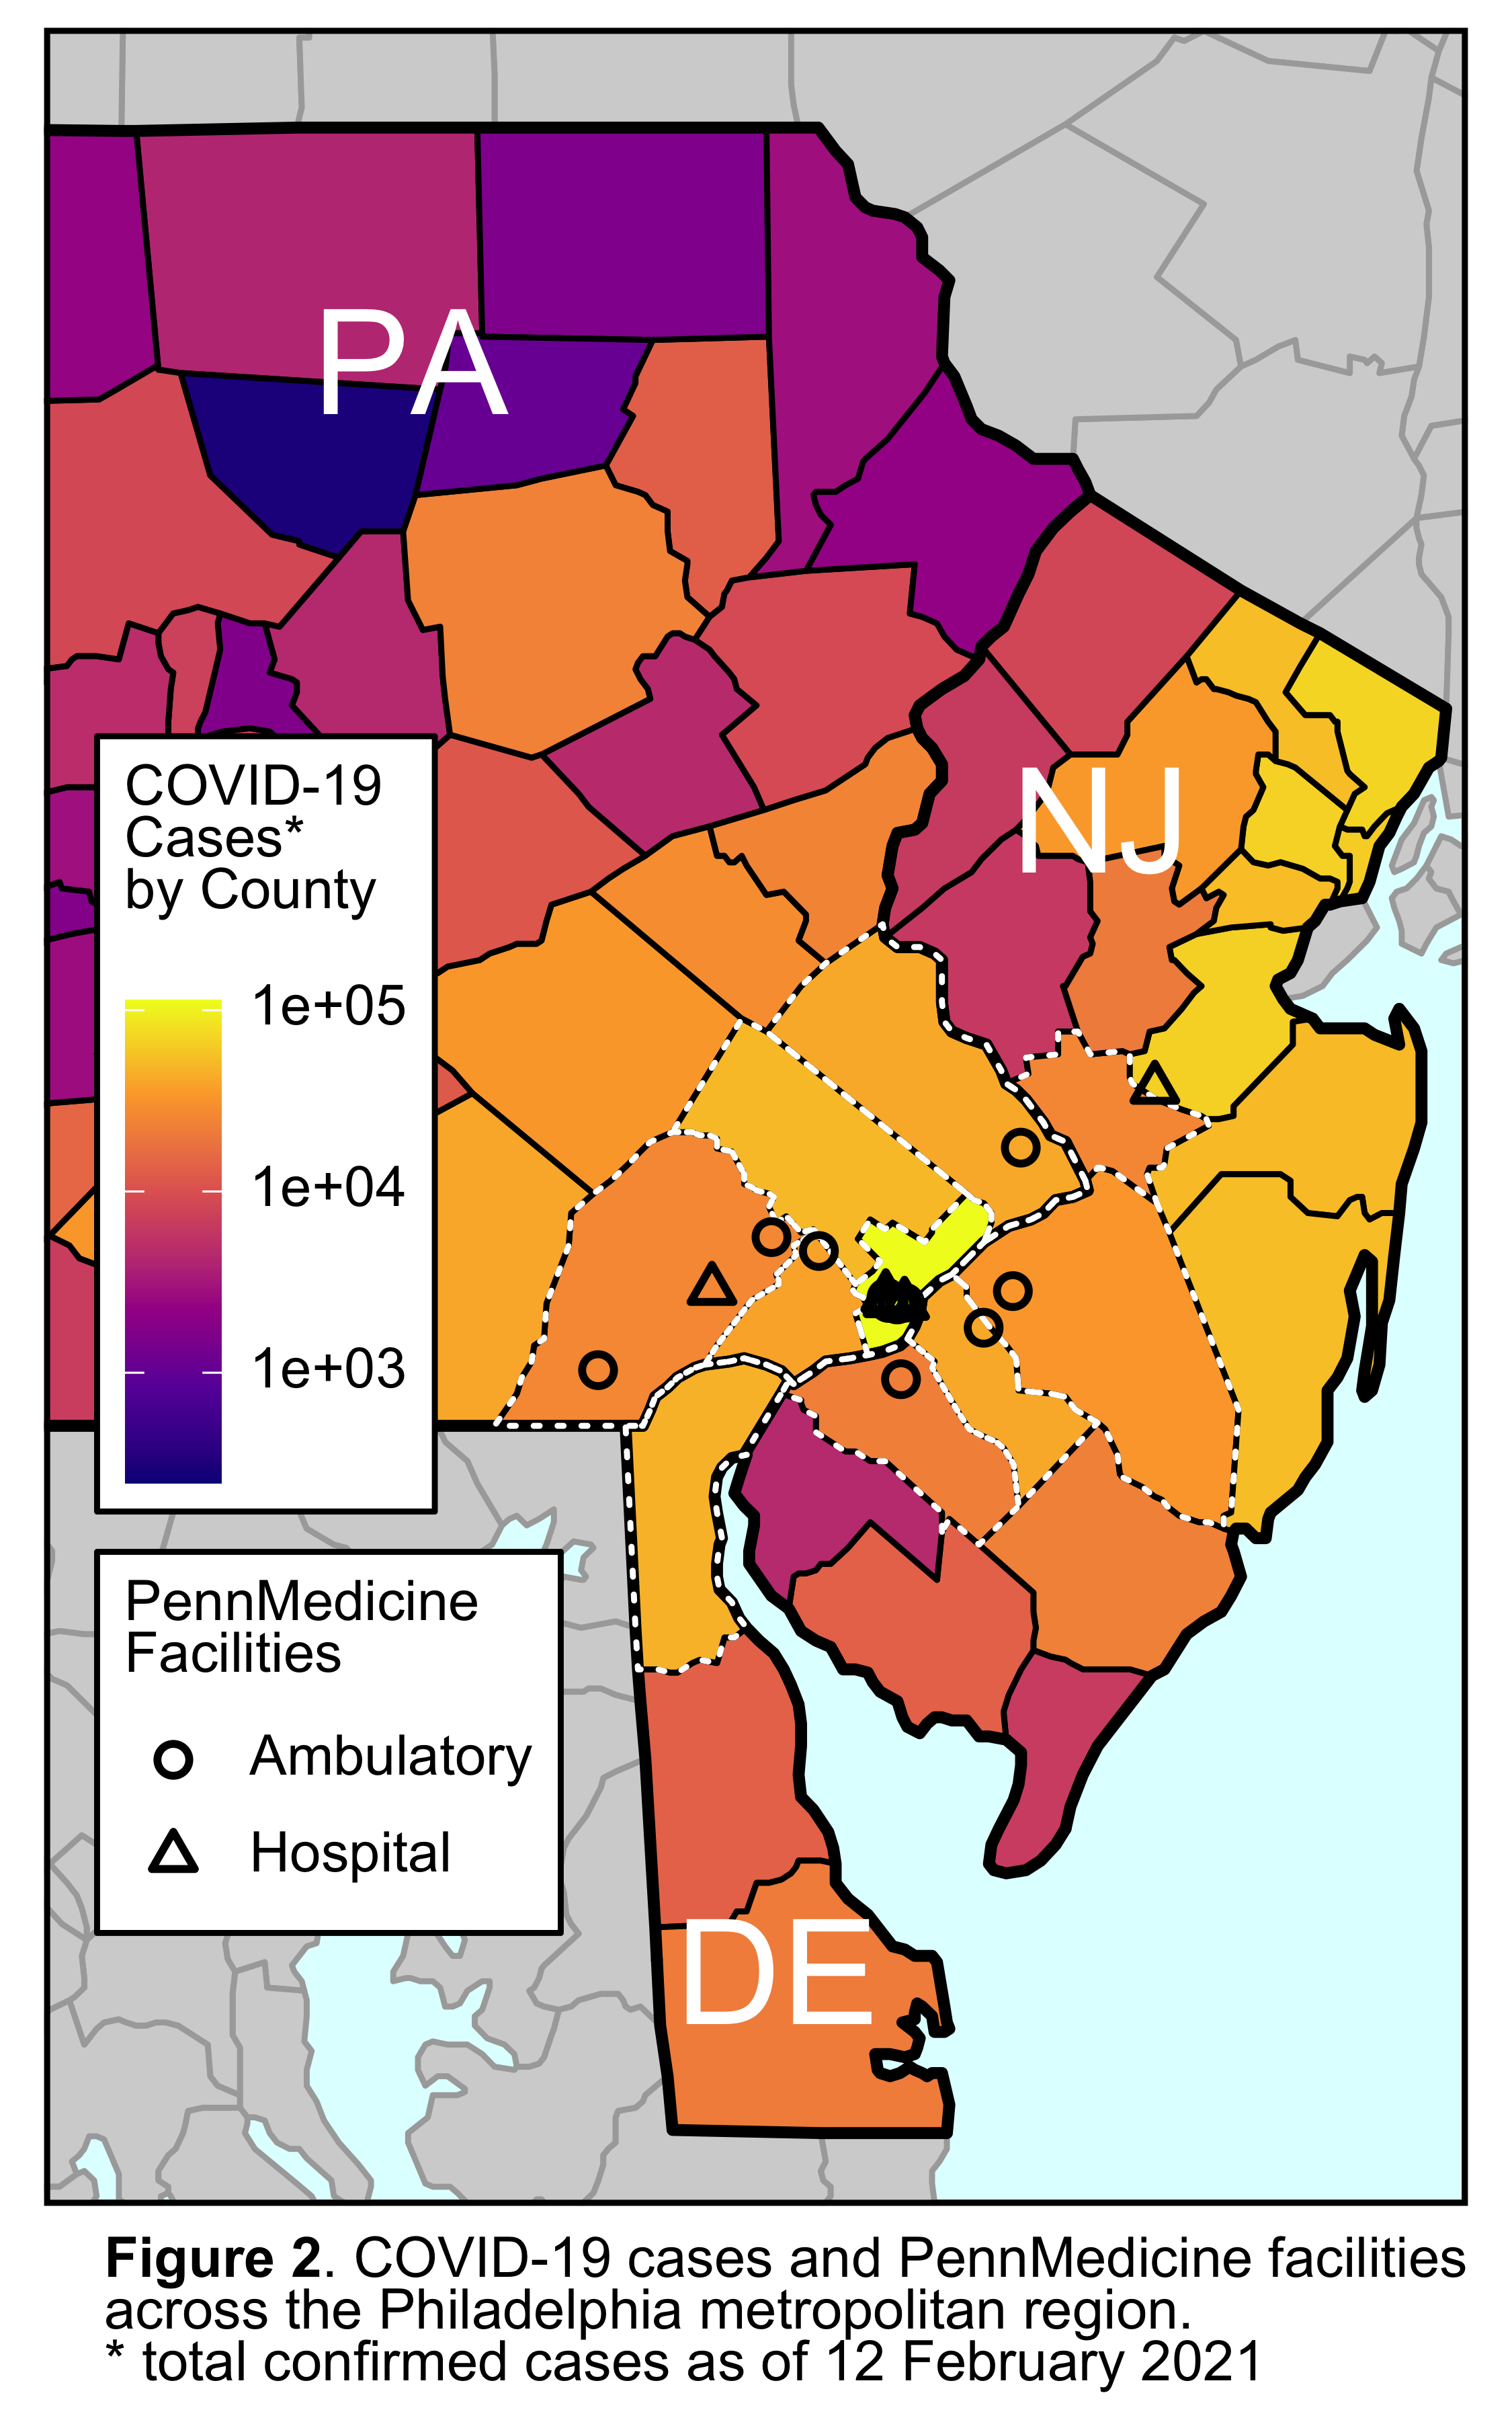 PA
NJ
COVID-19
Cases*
by County
1e+05
1e+04
1e+03
PennMedicine
Facilities
Ambulatory
Hospital
DE
Figure 2. COVID-19 cases and PennMedicine facilities
across the Philadelphia metropolitan region.
* total confirmed cases as of 12 February 2021